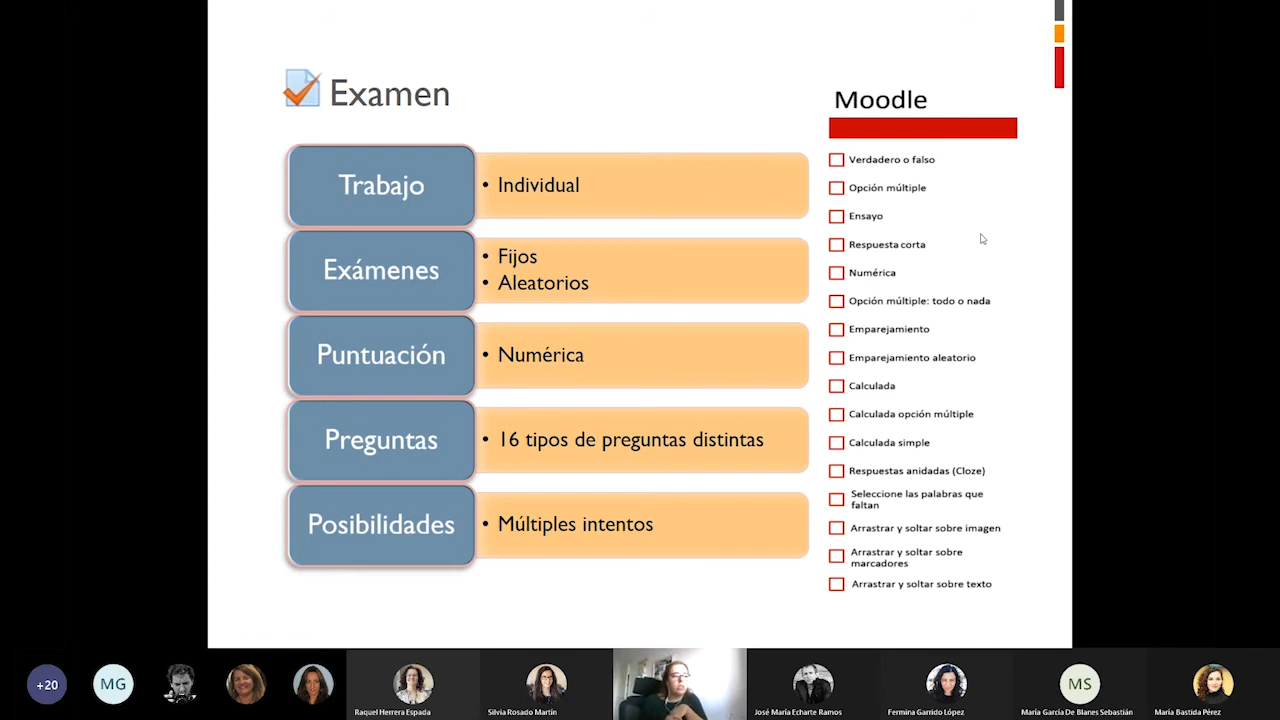 Examen
Trabajo
• Individual
Exámenes
• Fijos
• Aleatorios
Puntuación
• Numérica
Preguntas
• 16 tipos de preguntas distintas
Posibilidades
• Múltiples intentos
Moodle
Verdadero o falso
Opción múltiple
Ensayo
Respuesta corta
Numérica
Opción múltiple: todo o nada
Emparejamiento
Emparejamiento aleatorio
Calculada
Calculada opción múltiple
Calculada simple
Respuestas anidadas (Cloze)
Seleccione las palabras que
faltan
Arrastrar y soltar sobre imagen
Arrastrar y soltar sobre
marcadores
Arrastrar y soltar sobre texto
+20
MG
MS
Raquel Herrera Espada
Silvia Rosado Martín
José María Echarte Ramos
Fermina Garrido López
María García De Blanes Sebastián
María Bastida Pérez